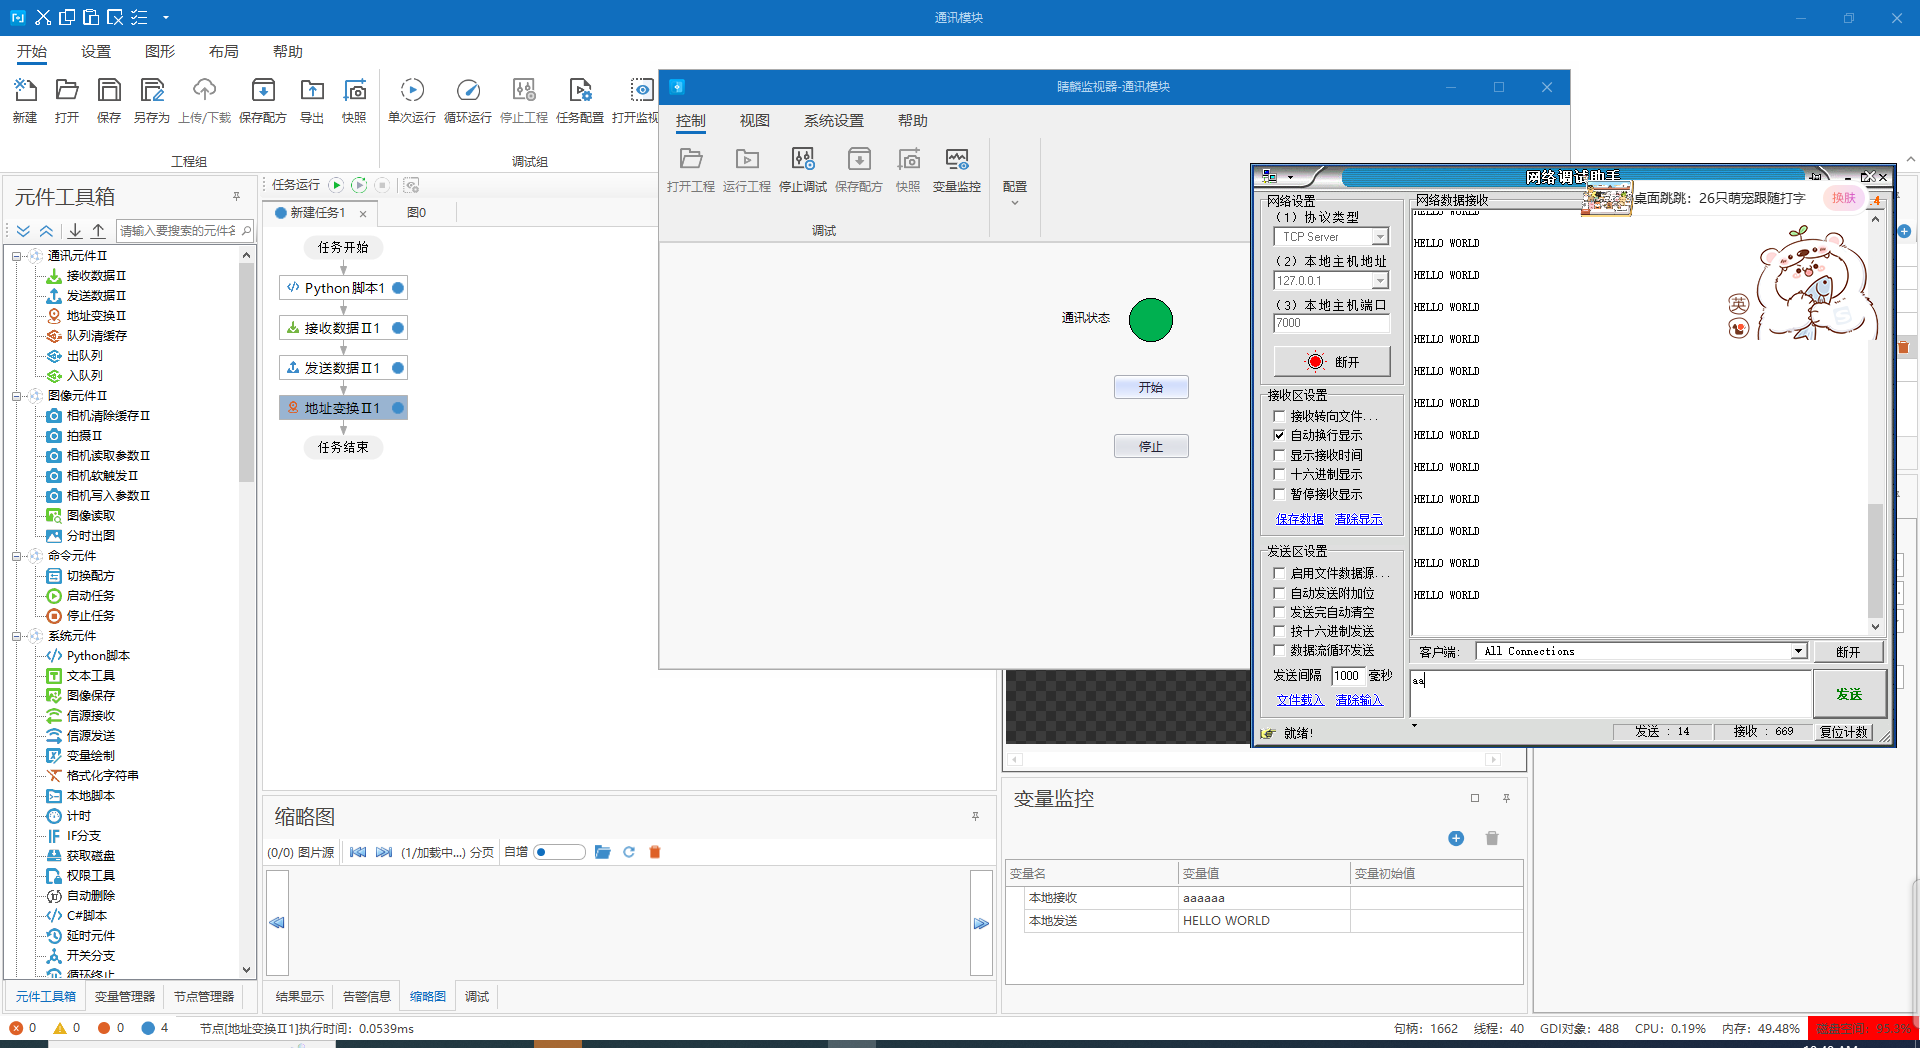 通讯模块
开始 设置 图形 布局 帮助
新建 打开 保存 另存为 上传/下载 保存配方 导出 快照 单次运行 循环运行 停止工程 任务配置 打开监视
工程组 调试组
睛麟监视器-通讯模块
控制 视图 系统设置 帮助
打开工程 运行工程 停止调试 保存配方 快照 变量监控 配置
调试
通讯状态
开始
停止
元件工具箱
请输入要搜索的元件名
通讯元件II
接收数据II
发送数据II
地址变换II
队列清缓存
出队列
入队列
图像元件II
相机清除缓存II
拍摄II
相机读取参数II
相机软触发II
相机写入参数II
图像读取
分时出图
命令元件
切换配方
启动任务
停止任务
系统元件
Python脚本
文本工具
图像保存
信源接收
信源发送
变量绘制
格式化字符串
本地脚本
计时
IF分支
获取磁盘
权限工具
自动删除
C#脚本
延时元件
开关分支
循环终止
元件工具箱 变量管理器 节点管理器
任务运行
新建任务1 图0
任务开始
Python脚本1
接收数据II1
发送数据II1
地址变换II1
任务结束
缩略图
(0/0) 图片源 (1/加载中...) 分页 自增
结果显示 告警信息 缩略图 调试
变量监控
变量名 变量值 变量初始值
本地接收 aaaaaa
本地发送 HELLO WORLD
网络调试助手
网络设置
(1) 协议类型
TCP Server
(2) 本地主机地址
127.0.0.1
(3) 本地主机端口
7000
断开
接收区设置
接收转向文件...
自动换行显示
显示接收时间
十六进制显示
暂停接收显示
保存数据 清除显示
发送区设置
启用文件数据源...
自动发送附加位
发送完自动清空
按十六进制发送
数据流循环发送
发送间隔 1000 毫秒
文件载入 清除输入
就绪!
网络数据接收
桌面跳跳：26只萌宠跟随打字 换肤
英
HELLO WORLD
HELLO WORLD
HELLO WORLD
HELLO WORLD
HELLO WORLD
HELLO WORLD
HELLO WORLD
HELLO WORLD
HELLO WORLD
HELLO WORLD
HELLO WORLD
HELLO WORLD
HELLO WORLD
客户端: All Connections 断开
aa
发送
发送 : 14 接收 : 669 复位计数
0 0 0 4 节点[地址变换II1]执行时间：0.0539ms
句柄：1662 线程：40 GDI对象：488 CPU：0.19% 内存：49.48%